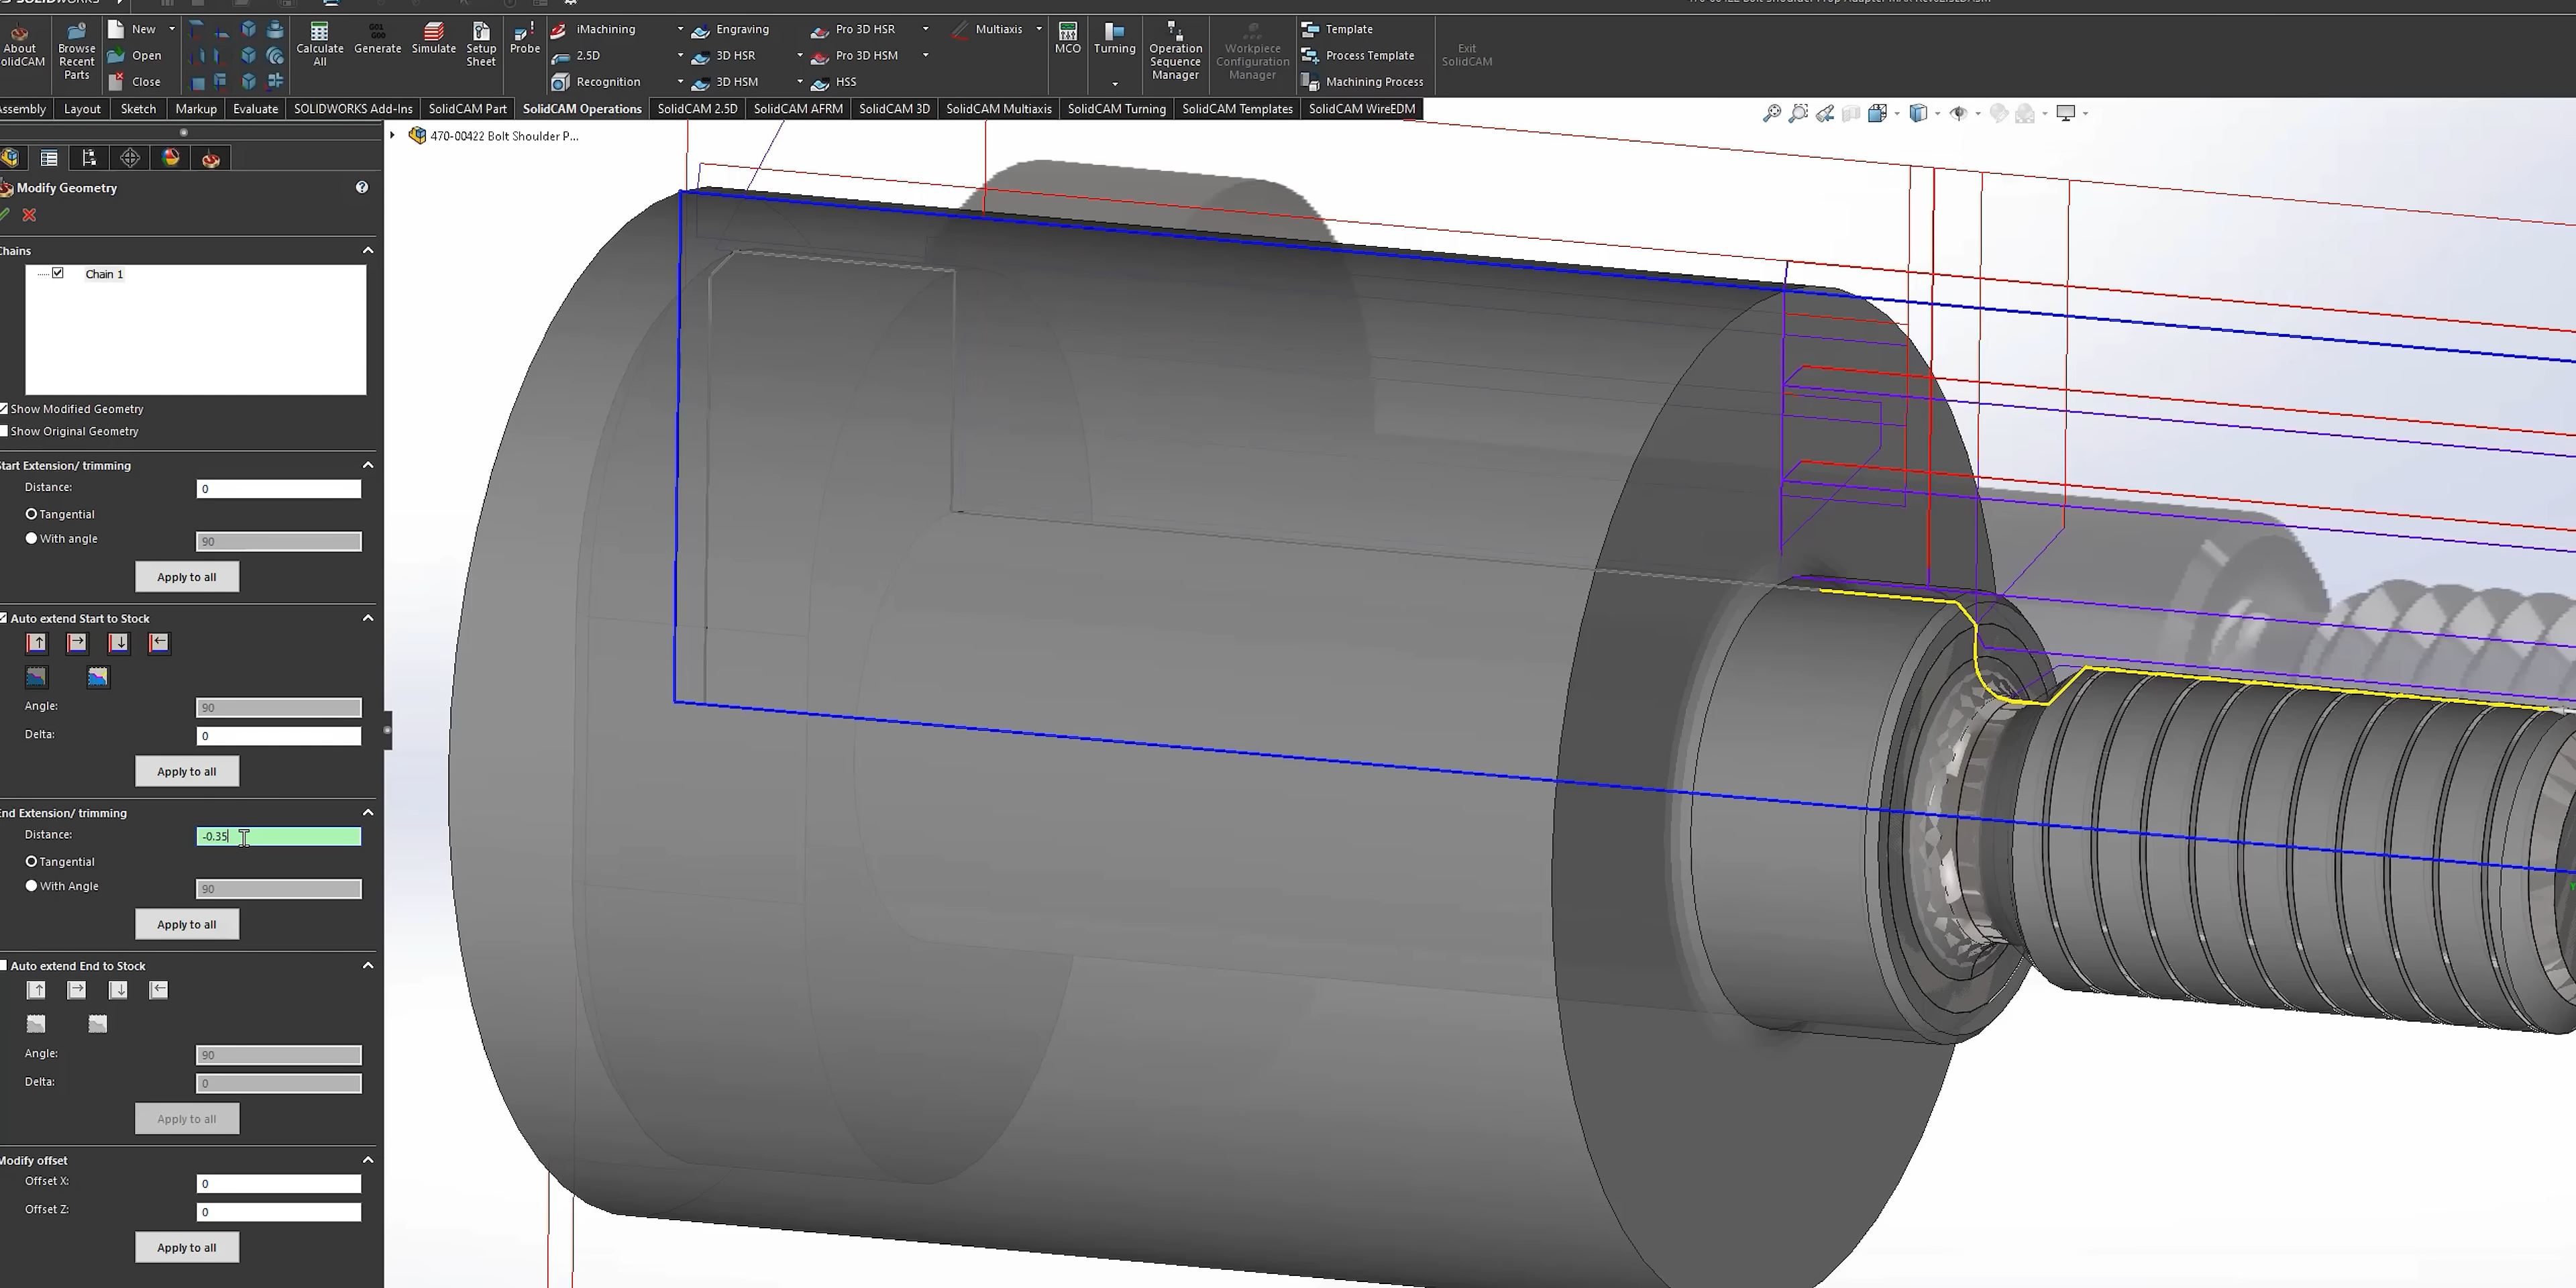 SOLIDWORKS
About SolidCAM
Browse Recent Parts
New
Open
Close
Calculate All
G01 G00
Generate
Simulate
Setup Sheet
Probe
iMachining
2.5D
Recognition
Engraving
3D HSR
3D HSM
Pro 3D HSR
Pro 3D HSM
HSS
Multiaxis
MCO
Turning
Operation Sequence Manager
Workpiece Configuration Manager
Template
Process Template
Machining Process
Exit SolidCAM
Assembly Layout Sketch Markup Evaluate SOLIDWORKS Add-Ins SolidCAM Part SolidCAM Operations SolidCAM 2.5D SolidCAM AFRM SolidCAM 3D SolidCAM Multiaxis SolidCAM Turning SolidCAM Templates SolidCAM WireEDM
470-00422 Bolt Shoulder P...
Modify Geometry
Chains
Chain 1
Show Modified Geometry
Show Original Geometry
Start Extension/ trimming
Distance: 0
Tangential
With angle 90
Apply to all
Auto extend Start to Stock
Angle: 90
Delta: 0
Apply to all
End Extension/ trimming
Distance: -0.35
Tangential
With Angle 90
Apply to all
Auto extend End to Stock
Angle: 90
Delta: 0
Apply to all
Modify offset
Offset X: 0
Offset Z: 0
Apply to all